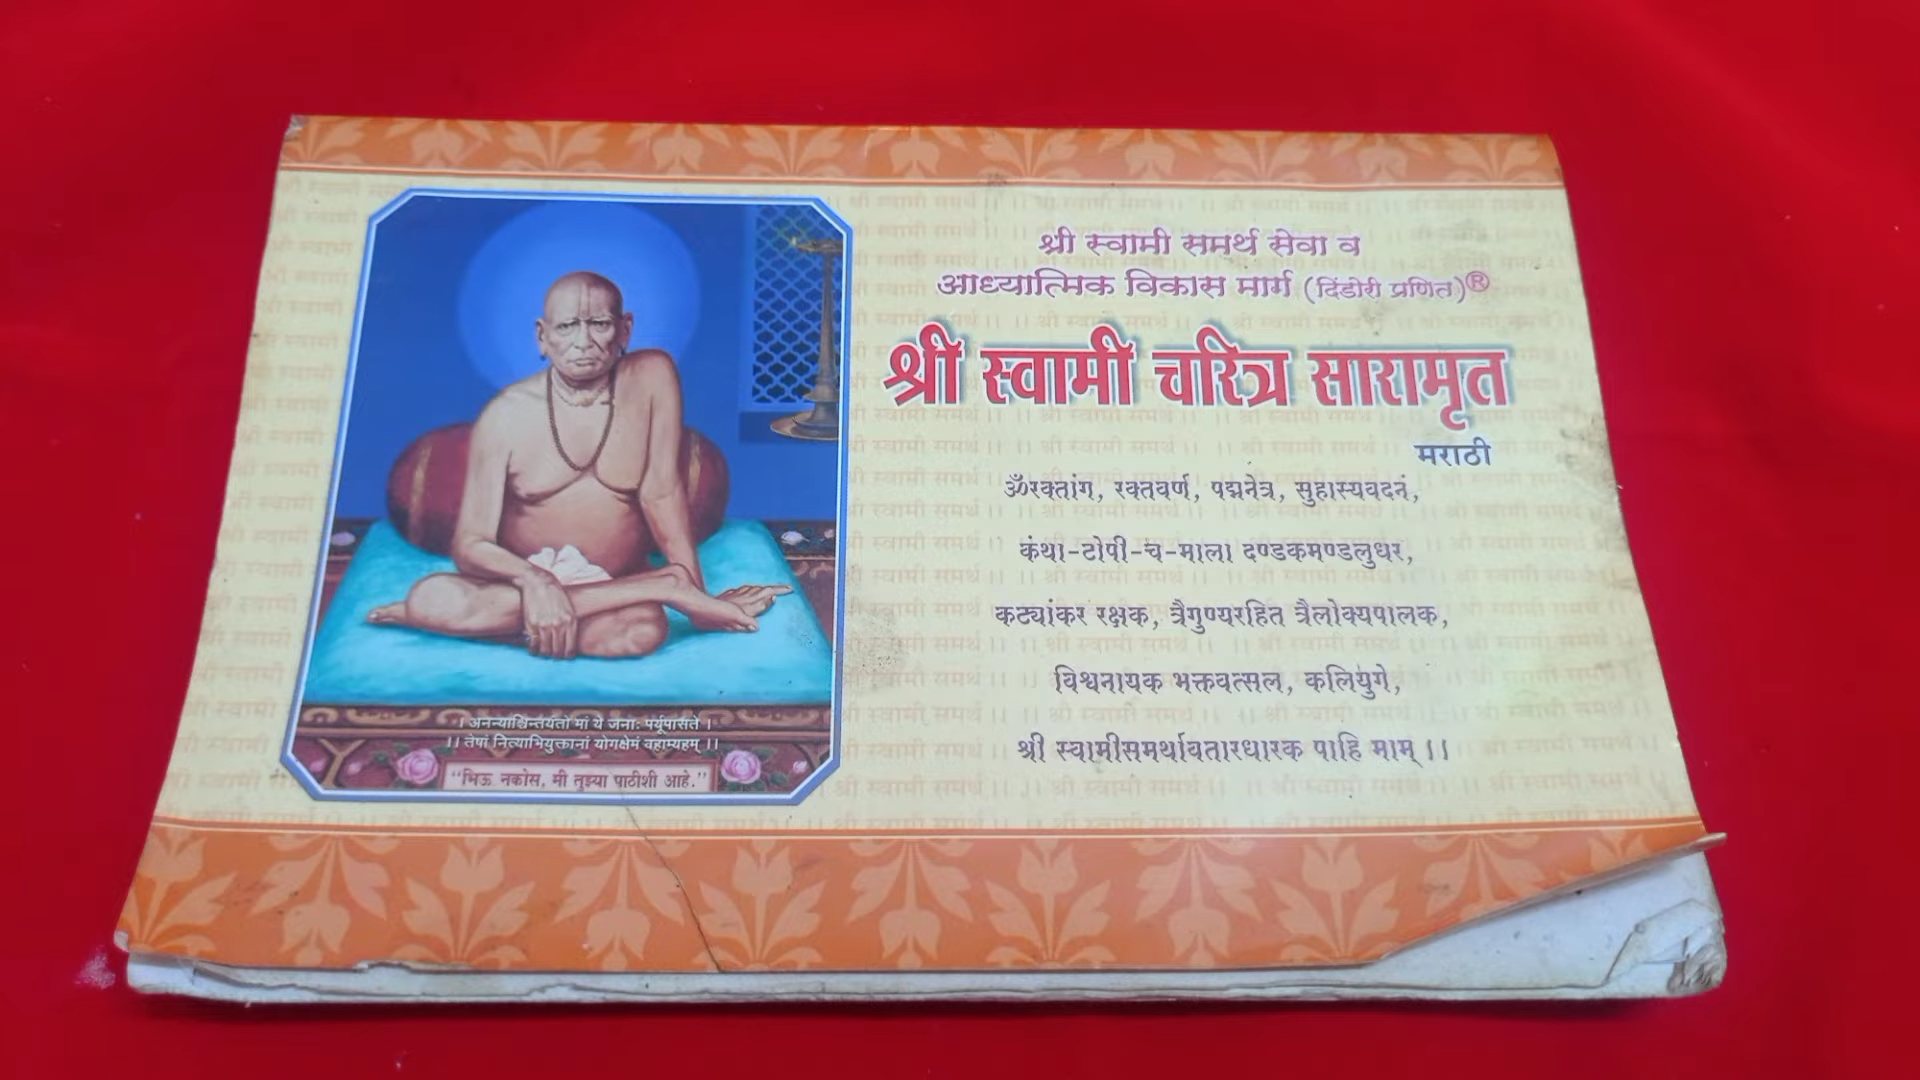 श्री स्वामी समर्थ सेवा व
आध्यात्मिक विकास मार्ग (दिंडोरी प्रणित)®
श्री स्वामी चरित्र सारामृत
मराठी
ॐरक्तांग, रक्तवर्ण, पद्मनेत्र, सुहास्यवदनं,
कंथा-टोपी-च-माला दण्डकमण्डलुधर,
कट्यांकर रक्षक, त्रैगुण्यरहित त्रैलोक्यपालक,
विश्वनायक भक्तवत्सल, कलियुगे,
श्री स्वामीसमर्थावतारधारक पाहि माम् ।।
। अनन्याश्चिन्तयंतो मां ये जनाः पर्यूपासते ।
।। तेषां नित्याभियुक्तानां योगक्षेमं वहाम्यहम् ।।
“भिऊ नकोस, मी तुझ्या पाठीशी आहे.”